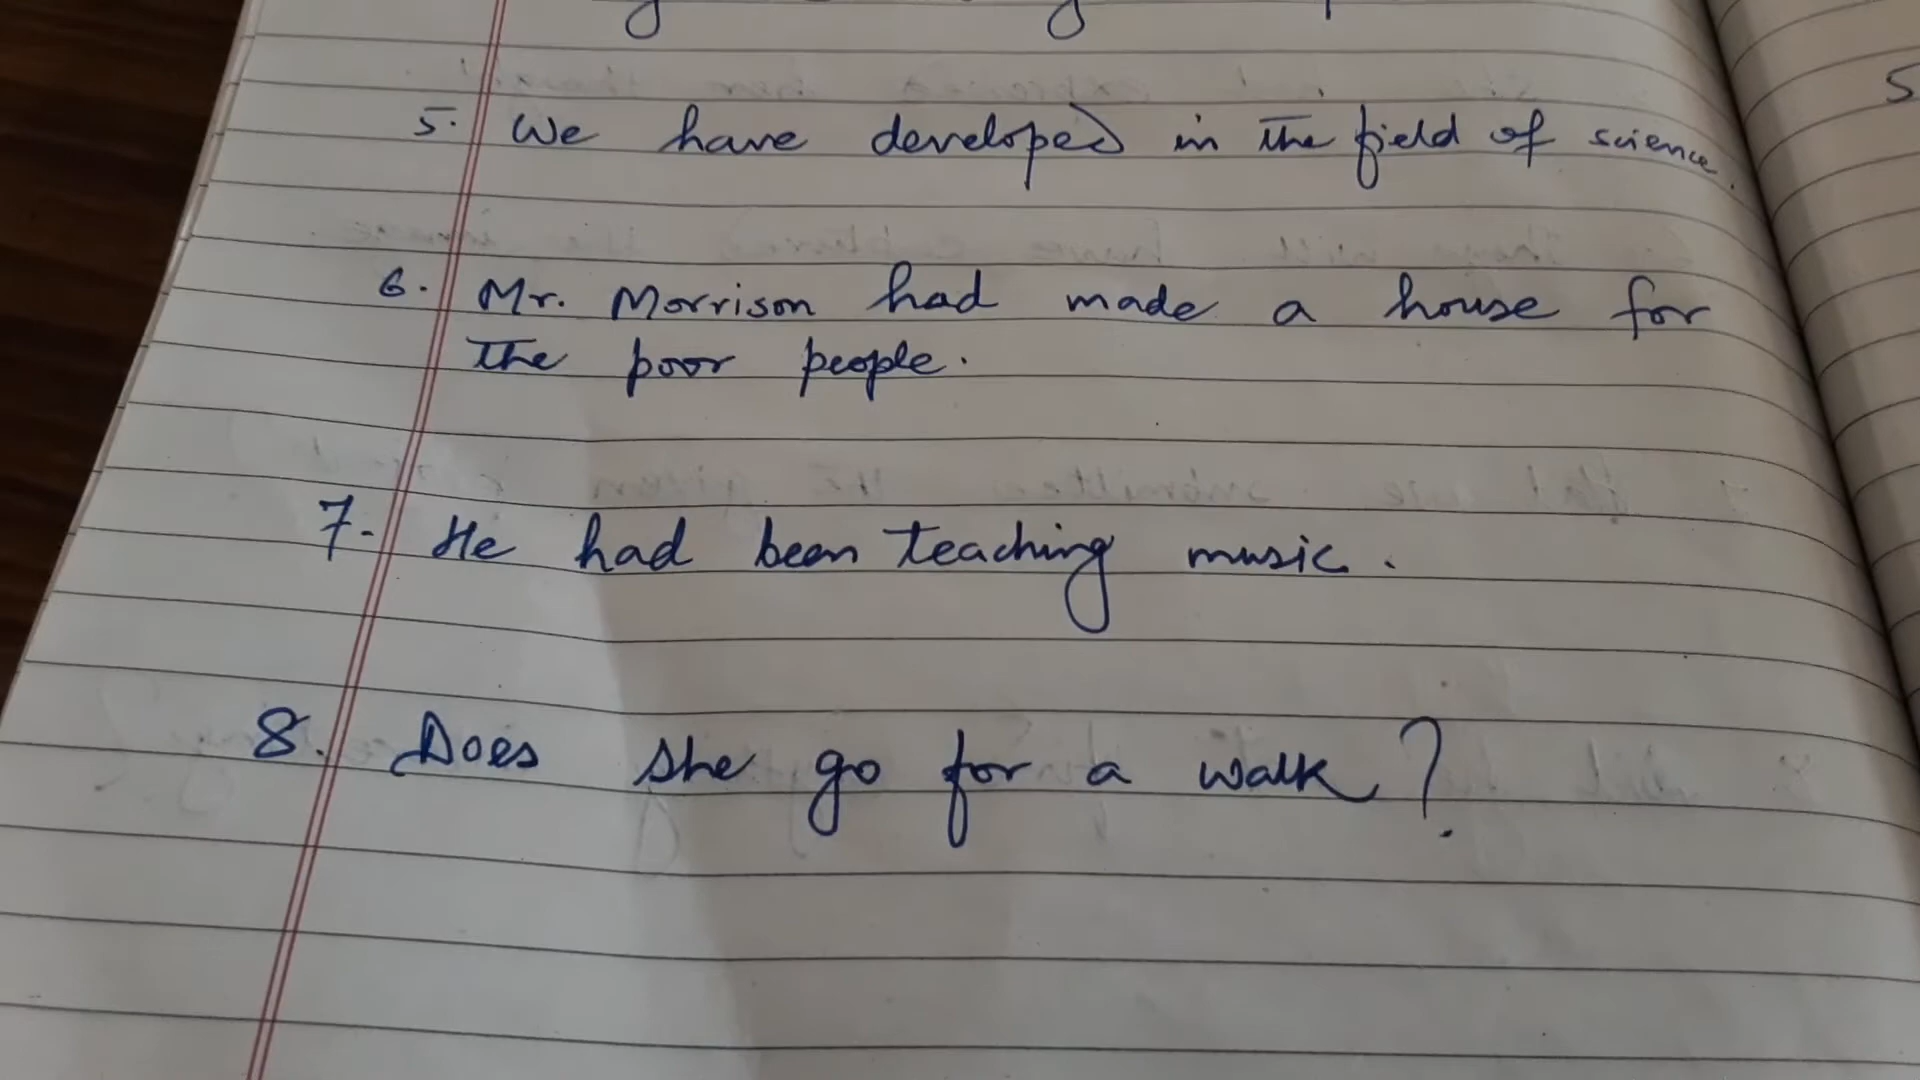 5. We have developed in the field of science.
6. Mr. Morrison had made a house for
the poor people.
7. He had been teaching music.
8. Does she go for a walk?